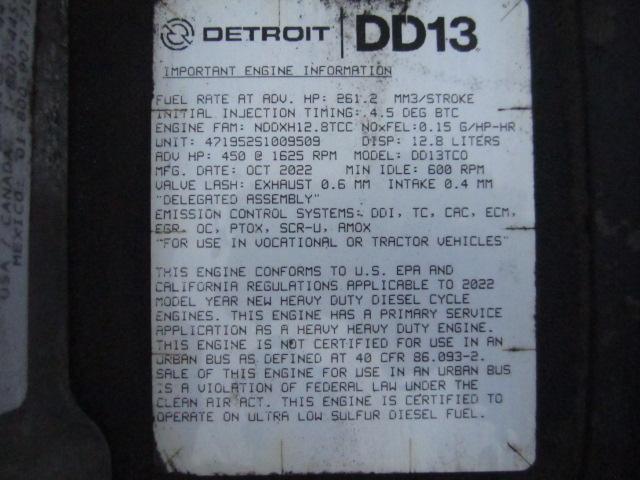 DETROIT DD13
IMPORTANT ENGINE INFORMATION
FUEL RATE AT ADV. HP: 261.2 MM3/STROKE
INITIAL INJECTION TIMING: 4.5 DEG BTC
ENGINE FAM: NDDXH12.8TCC NOxFEL:0.15 G/HP-HR
UNIT: 471952S1009509 DISP: 12.8 LITERS
ADV HP: 450 @ 1625 RPM MODEL: DD13TCO
MFG. DATE: OCT 2022 MIN IDLE: 600 RPM
VALVE LASH: EXHAUST 0.6 MM INTAKE 0.4 MM
"DELEGATED ASSEMBLY"
EMISSION CONTROL SYSTEMS: DDI, TC, CAC, ECM,
EGR, OC, PTOX, SCR-U, AMOX
"FOR USE IN VOCATIONAL OR TRACTOR VEHICLES"
THIS ENGINE CONFORMS TO U.S. EPA AND
CALIFORNIA REGULATIONS APPLICABLE TO 2022
MODEL YEAR NEW HEAVY DUTY DIESEL CYCLE
ENGINES. THIS ENGINE HAS A PRIMARY SERVICE
APPLICATION AS A HEAVY HEAVY DUTY ENGINE.
THIS ENGINE IS NOT CERTIFIED FOR USE IN AN
URBAN BUS AS DEFINED AT 40 CFR 86.093-2.
SALE OF THIS ENGINE FOR USE IN AN URBAN BUS
IS A VIOLATION OF FEDERAL LAW UNDER THE
CLEAN AIR ACT. THIS ENGINE IS CERTIFIED TO
OPERATE ON ULTRA LOW SULFUR DIESEL FUEL.
USA / CANADA:
MEXICO: